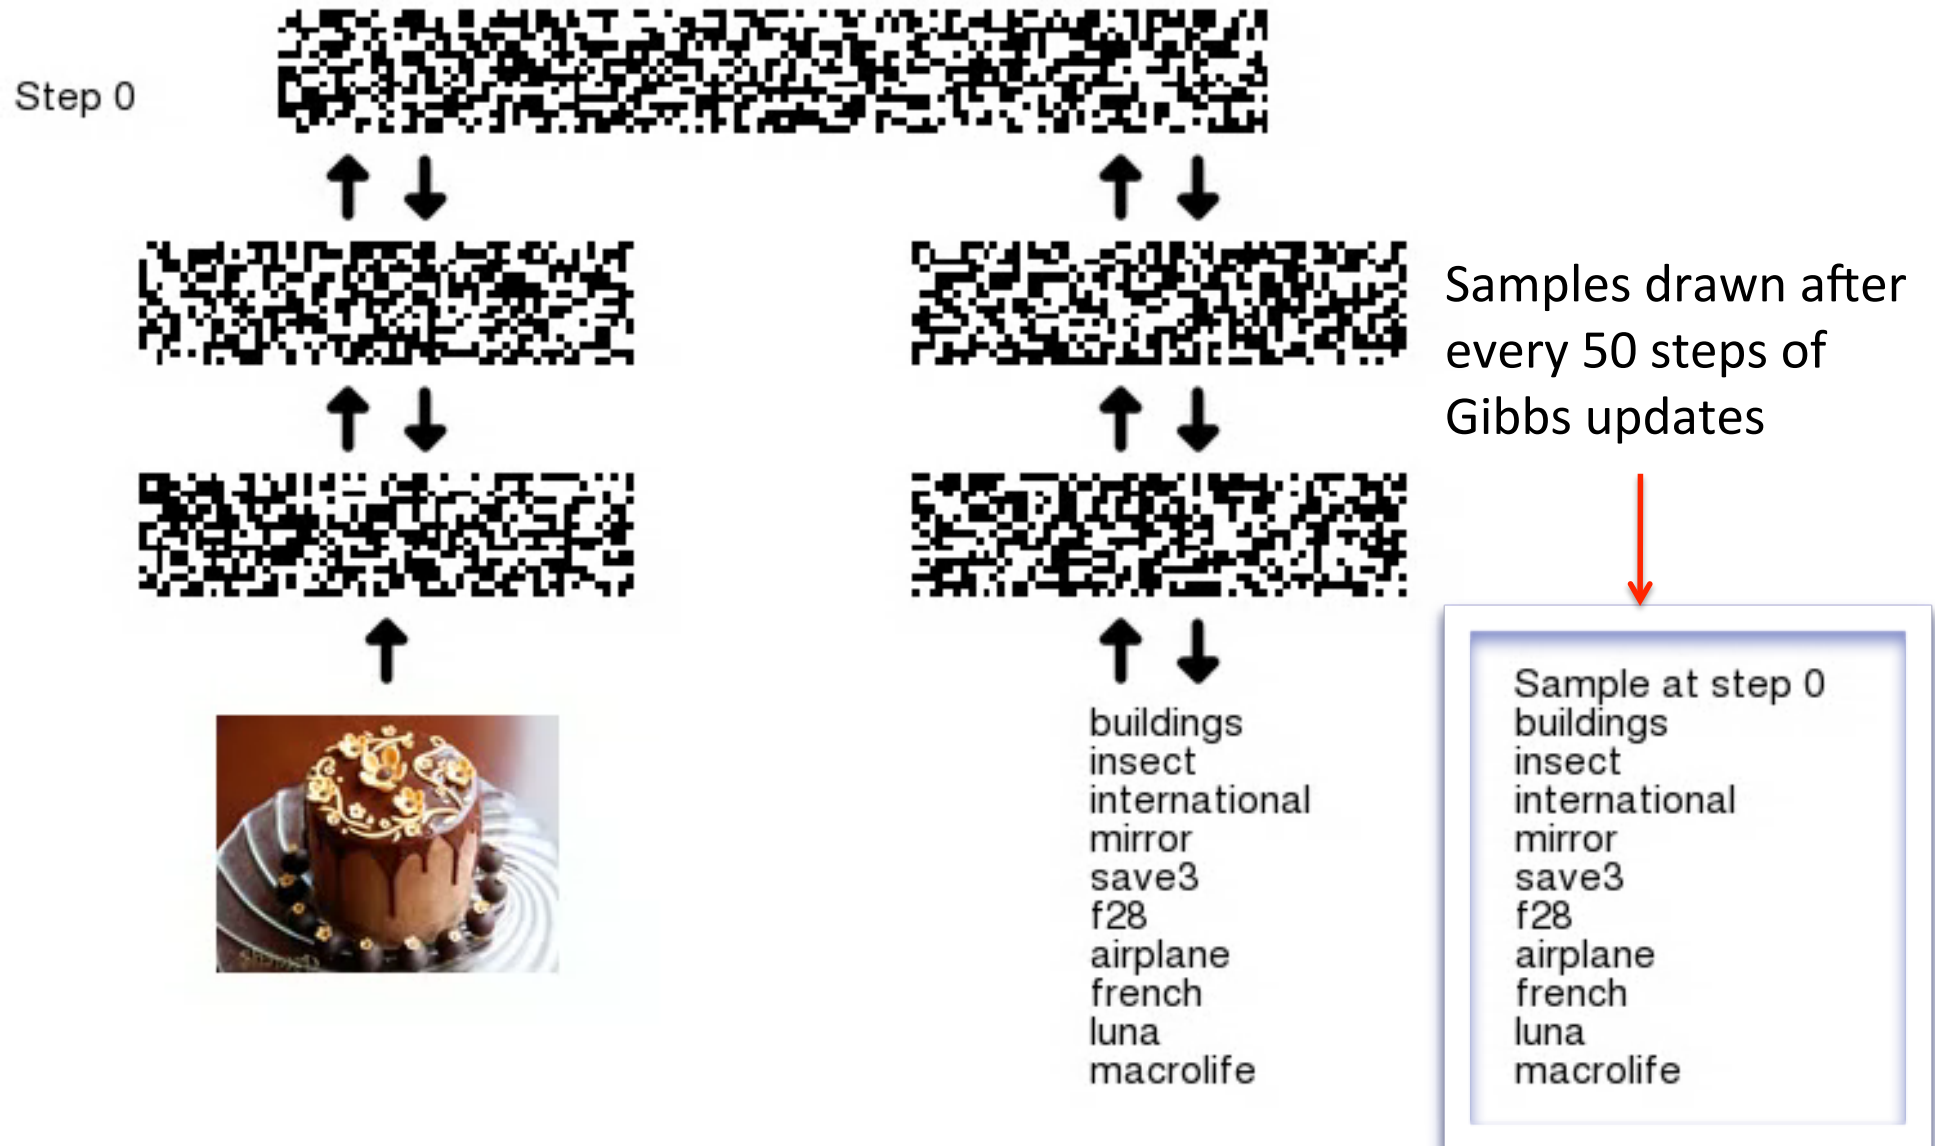 Step 0
Samples drawn after
every 50 steps of
Gibbs updates
buildings
insect
international
mirror
save3
f28
airplane
french
luna
macrolife
Sample at step 0
buildings
insect
international
mirror
save3
f28
airplane
french
luna
macrolife